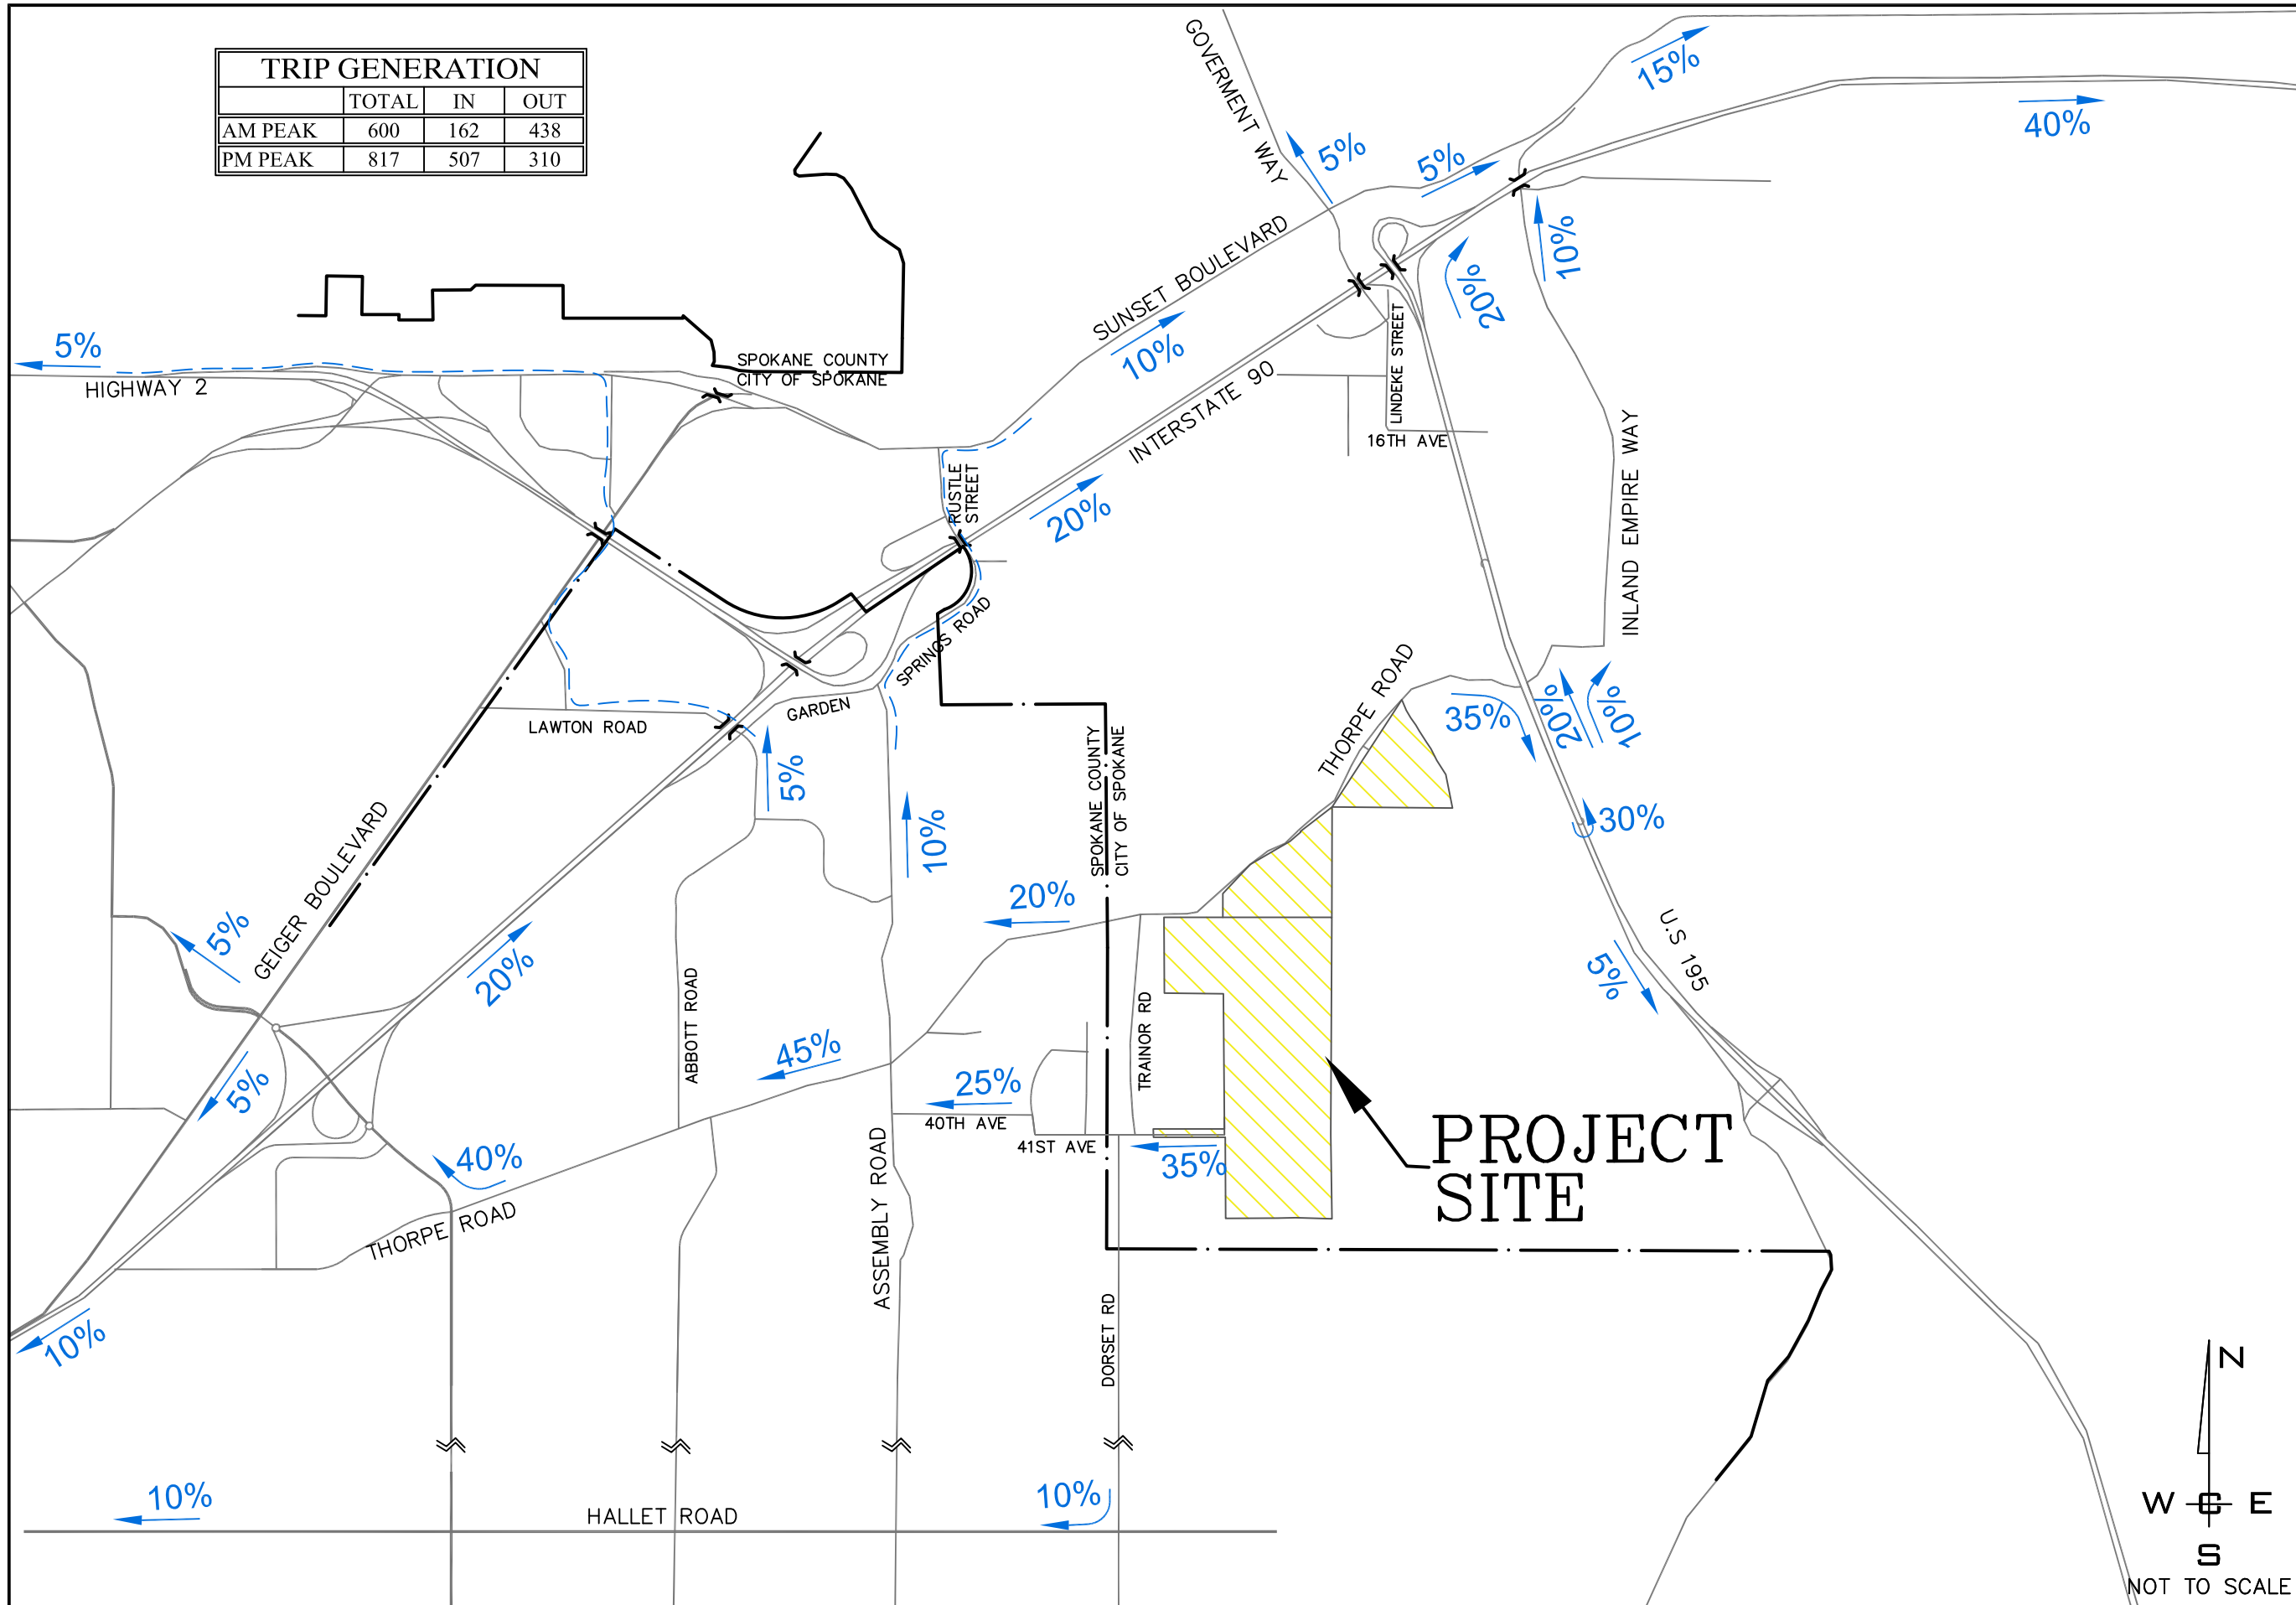 TRIP GENERATION
TOTAL IN OUT
AM PEAK 600 162 438
PM PEAK 817 507 310
GOVERMENT WAY
15%
40%
5%
5%
10%
20%
5%
HIGHWAY 2
SPOKANE COUNTY
CITY OF SPOKANE
SUNSET BOULEVARD
10%
INTERSTATE 90
LINDEKE STREET
16TH AVE
INLAND EMPIRE WAY
RUSTLE
STREET
20%
SPRINGS ROAD
GARDEN
LAWTON ROAD
THORPE ROAD
35%
20%
10%
30%
5%
10%
SPOKANE COUNTY
CITY OF SPOKANE
GEIGER BOULEVARD
5%
20%
20%
U.S 195
5%
ABBOTT ROAD
TRAINOR RD
45%
25%
40TH AVE
41ST AVE
35%
5%
40%
THORPE ROAD
ASSEMBLY ROAD
PROJECT
SITE
DORSET RD
10%
10%
10%
HALLET ROAD
N
W E
S
NOT TO SCALE